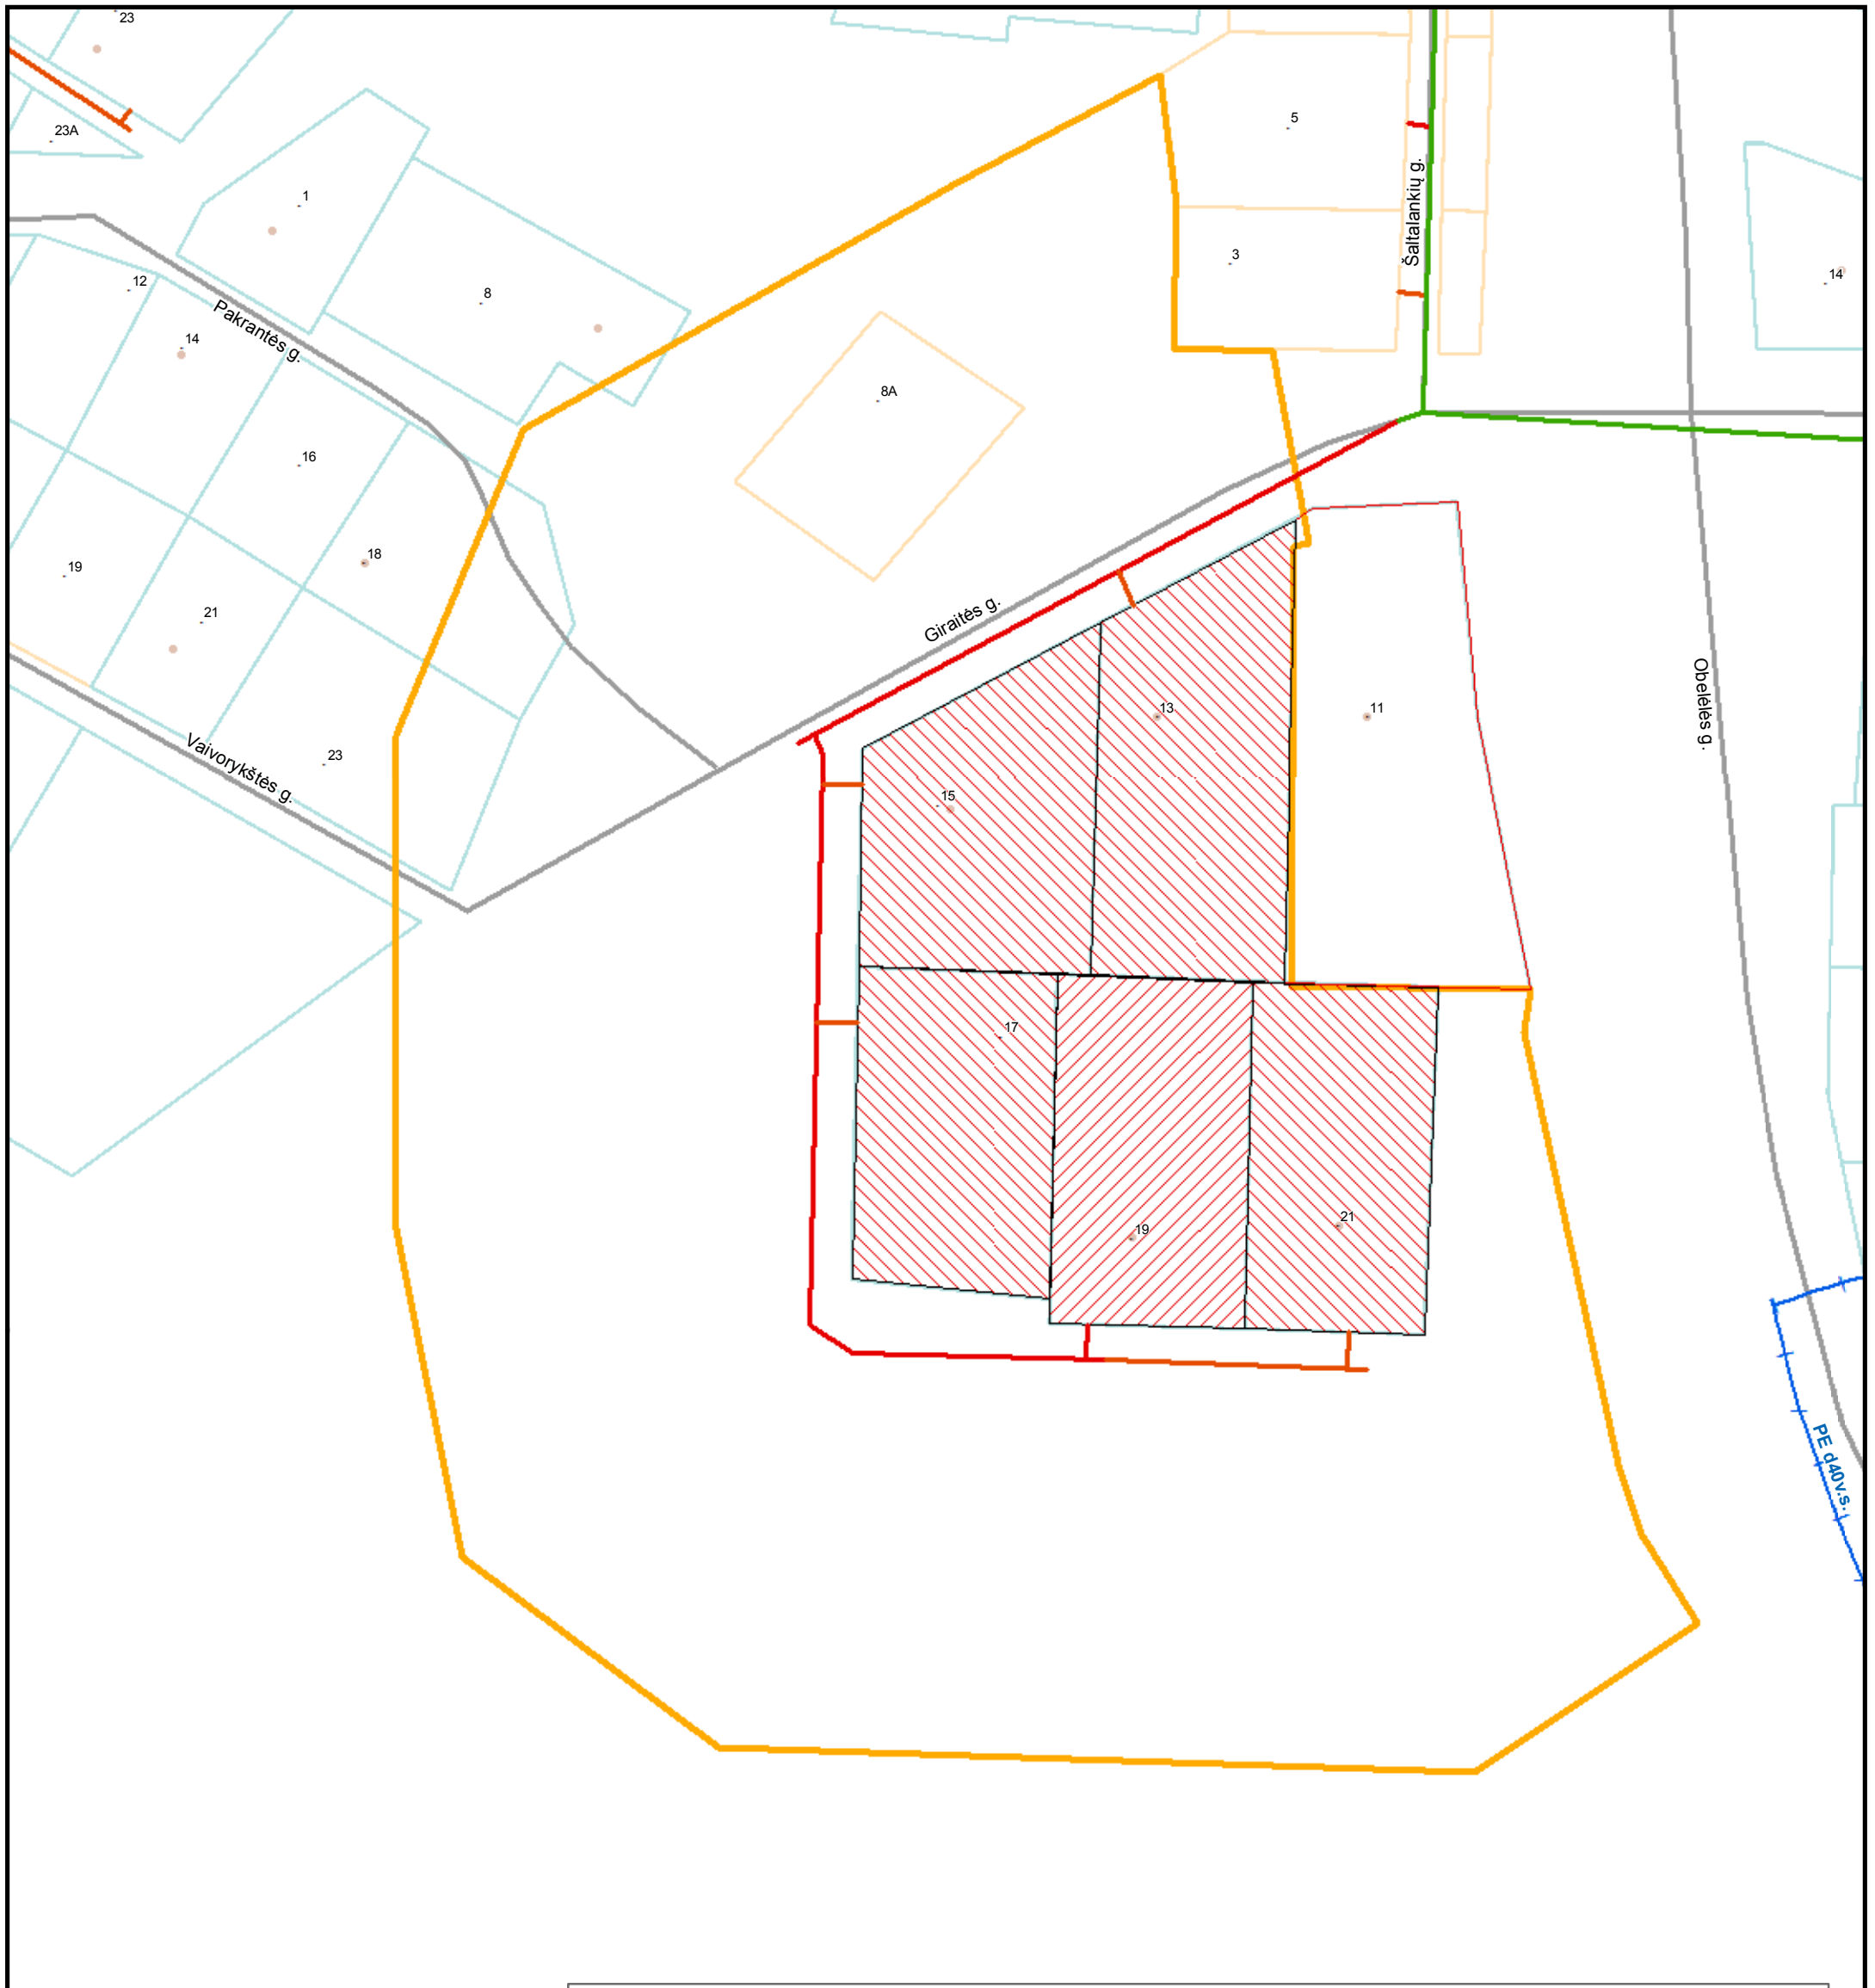 23
23A
5
1
Šaltalankių g.
3
14
12
8
14
Pakrantės g.
8A
16
18
19
Giraitės g.
21
13
11
Obelėlės g.
23
Vaivorykštės g.
15
17
19
21
PE d40v.s.